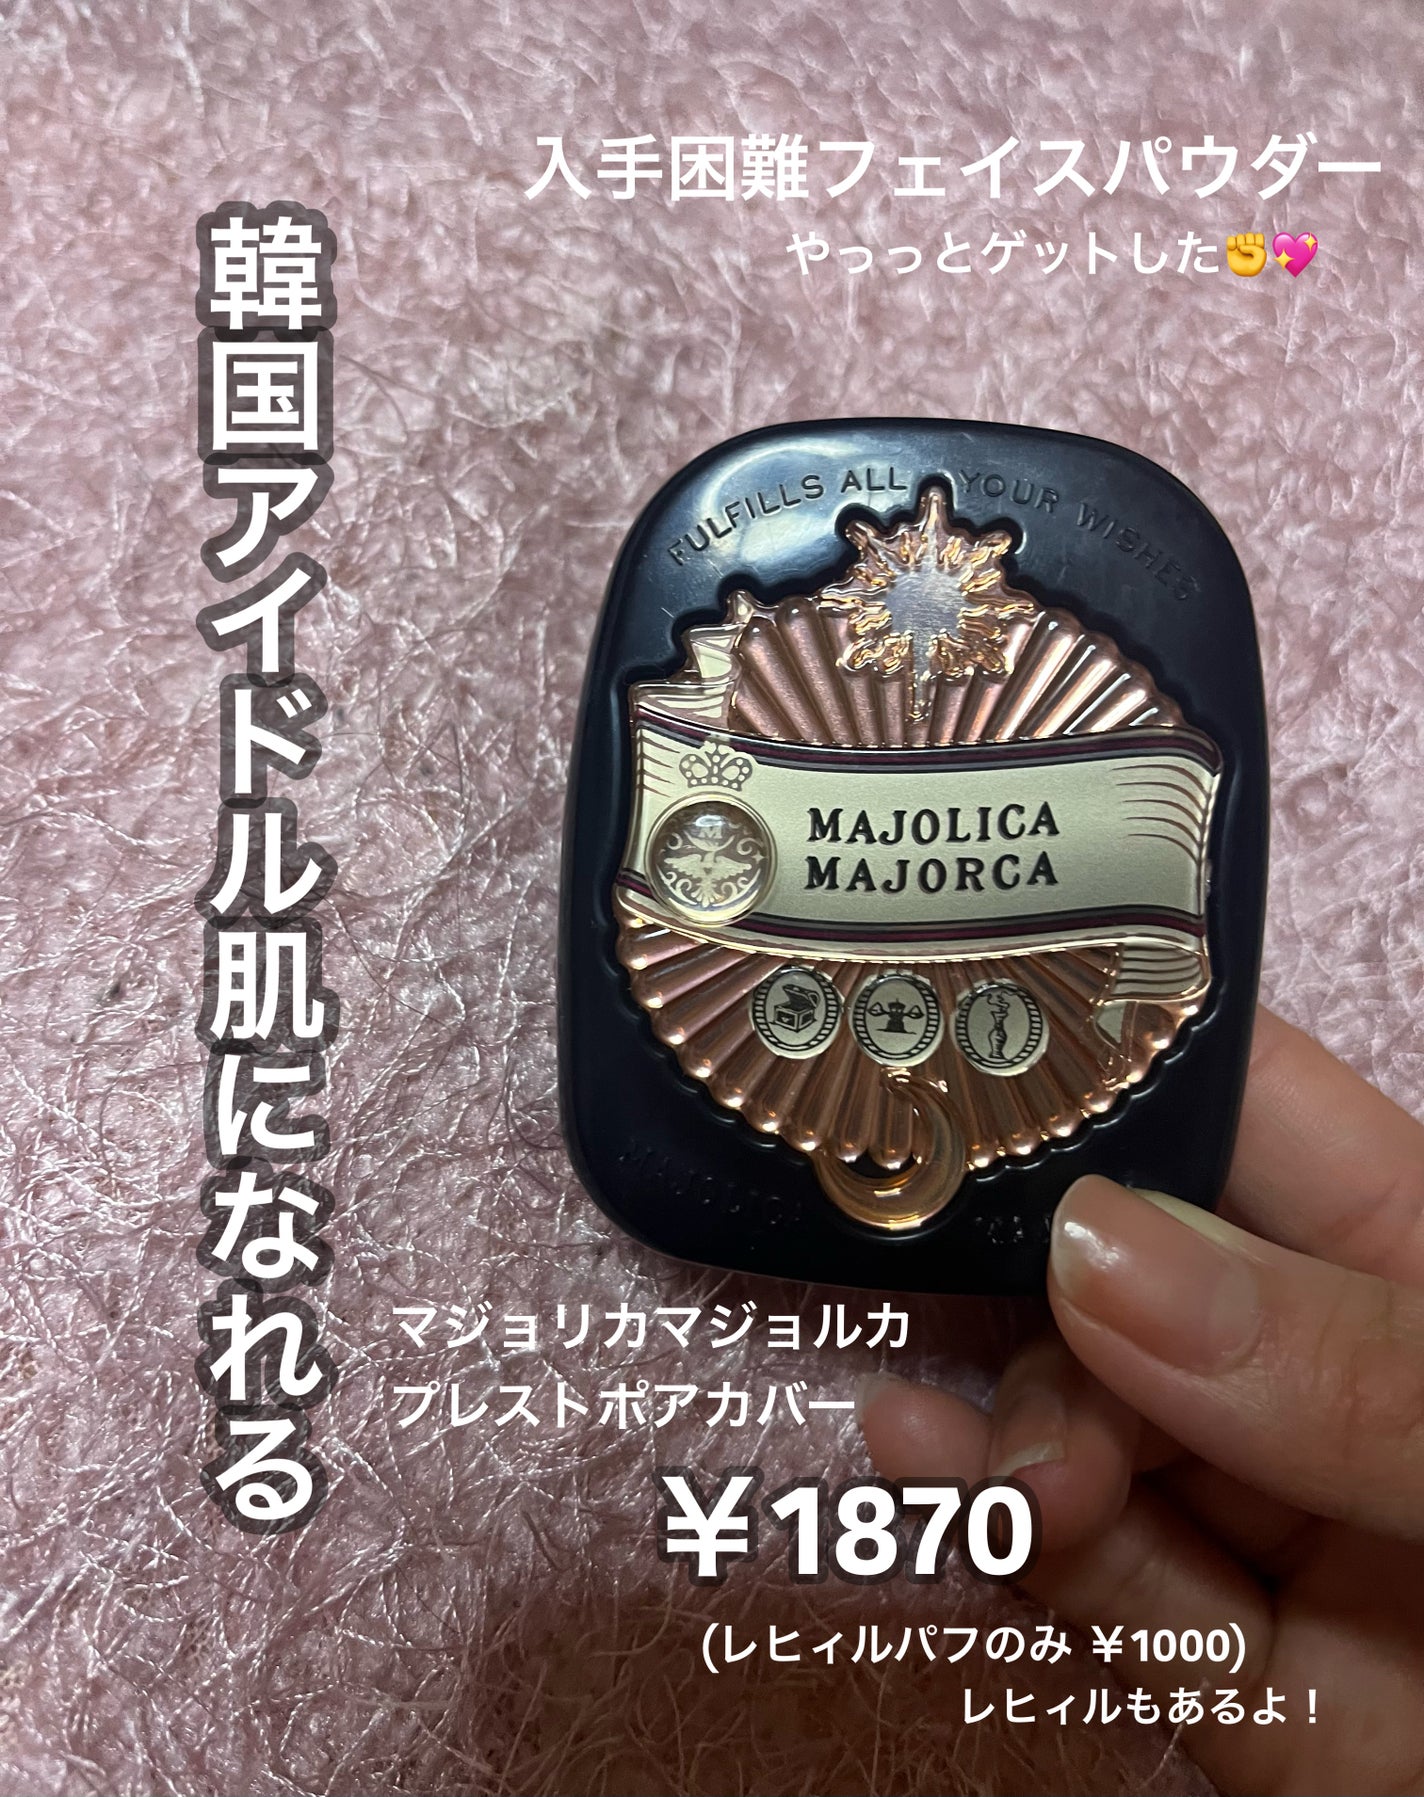 入手困難フェイスパウダー
やっっとゲットした✊💖
韓国アイドル肌になれる
FULFILLS ALL YOUR WISHES
MAJOLICA
MAJORCA
MAJOLICA
マジョリカマジョルカ
プレストポアカバー
￥1870
(レヒィルパフのみ ￥1000)
レヒィルもあるよ！